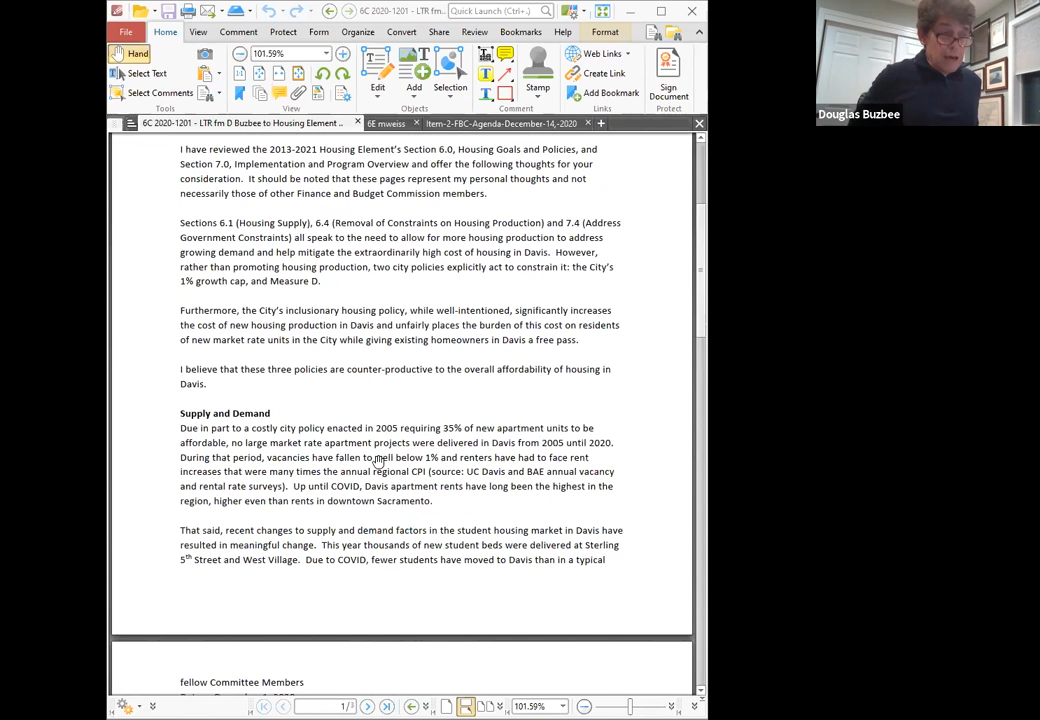 6C 2020-1201 - LTR fm
Quick Launch (Ctrl+.)
File
Home
View
Comment
Protect
Form
Organize
Convert
Share
Review
Bookmarks
Help
Format
Hand
Select Text
Select Comments
Tools
101.59%
View
Edit
Add
Selection
Objects
Stamp
Comment
Web Links
Create Link
Add Bookmark
Links
Sign
Document
Protect
6C 2020-1201 - LTR fm D Buzbee to Housing Element ..
6E mweiss
Item-2-FBC-Agenda-December-14,-2020
I have reviewed the 2013-2021 Housing Element's Section 6.0, Housing Goals and Policies, and
Section 7.0, Implementation and Program Overview and offer the following thoughts for your
consideration. It should be noted that these pages represent my personal thoughts and not
necessarily those of other Finance and Budget Commission members.
Sections 6.1 (Housing Supply), 6.4 (Removal of Constraints on Housing Production) and 7.4 (Address
Government Constraints) all speak to the need to allow for more housing production to address
growing demand and help mitigate the extraordinarily high cost of housing in Davis. However,
rather than promoting housing production, two city policies explicitly act to constrain it: the City's
1% growth cap, and Measure D.
Furthermore, the City's inclusionary housing policy, while well-intentioned, significantly increases
the cost of new housing production in Davis and unfairly places the burden of this cost on residents
of new market rate units in the City while giving existing homeowners in Davis a free pass.
I believe that these three policies are counter-productive to the overall affordability of housing in
Davis.
Supply and Demand
Due in part to a costly city policy enacted in 2005 requiring 35% of new apartment units to be
affordable, no large market rate apartment projects were delivered in Davis from 2005 until 2020.
During that period, vacancies have fallen to well below 1% and renters have had to face rent
increases that were many times the annual regional CPI (source: UC Davis and BAE annual vacancy
and rental rate surveys). Up until COVID, Davis apartment rents have long been the highest in the
region, higher even than rents in downtown Sacramento.
That said, recent changes to supply and demand factors in the student housing market in Davis have
resulted in meaningful change. This year thousands of new student beds were delivered at Sterling
5th Street and West Village. Due to COVID, fewer students have moved to Davis than in a typical
fellow Committee Members
1/3
101.59%
Douglas Buzbee